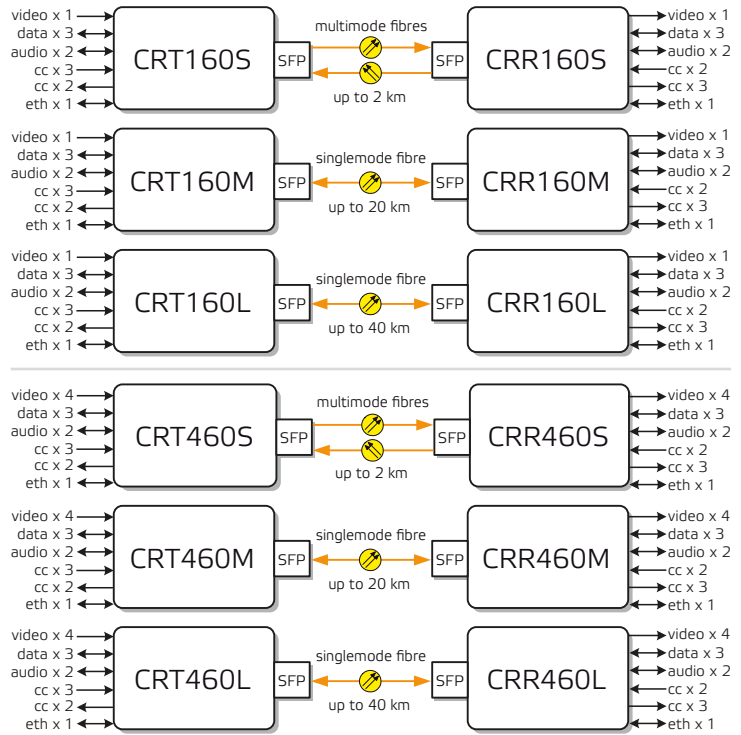 video x 1
data x 3
audio x 2
cc x 3
cc x 2
eth x 1
CRT160S
SFP
multimode fibres
up to 2 km
SFP
CRR160S
video x 1
data x 3
audio x 2
cc x 2
cc x 3
eth x 1
video x 1
data x 3
audio x 2
cc x 3
cc x 2
eth x 1
CRT160M
SFP
singlemode fibre
up to 20 km
SFP
CRR160M
video x 1
data x 3
audio x 2
cc x 2
cc x 3
eth x 1
video x 1
data x 3
audio x 2
cc x 3
cc x 2
eth x 1
CRT160L
SFP
singlemode fibre
up to 40 km
SFP
CRR160L
video x 1
data x 3
audio x 2
cc x 2
cc x 3
eth x 1
video x 4
data x 3
audio x 2
cc x 3
cc x 2
eth x 1
CRT460S
SFP
multimode fibres
up to 2 km
SFP
CRR460S
video x 4
data x 3
audio x 2
cc x 2
cc x 3
eth x 1
video x 4
data x 3
audio x 2
cc x 3
cc x 2
eth x 1
CRT460M
SFP
singlemode fibre
up to 20 km
SFP
CRR460M
video x 4
data x 3
audio x 2
cc x 2
cc x 3
eth x 1
video x 4
data x 3
audio x 2
cc x 3
cc x 2
eth x 1
CRT460L
SFP
singlemode fibre
up to 40 km
SFP
CRR460L
video x 4
data x 3
audio x 2
cc x 2
cc x 3
eth x 1